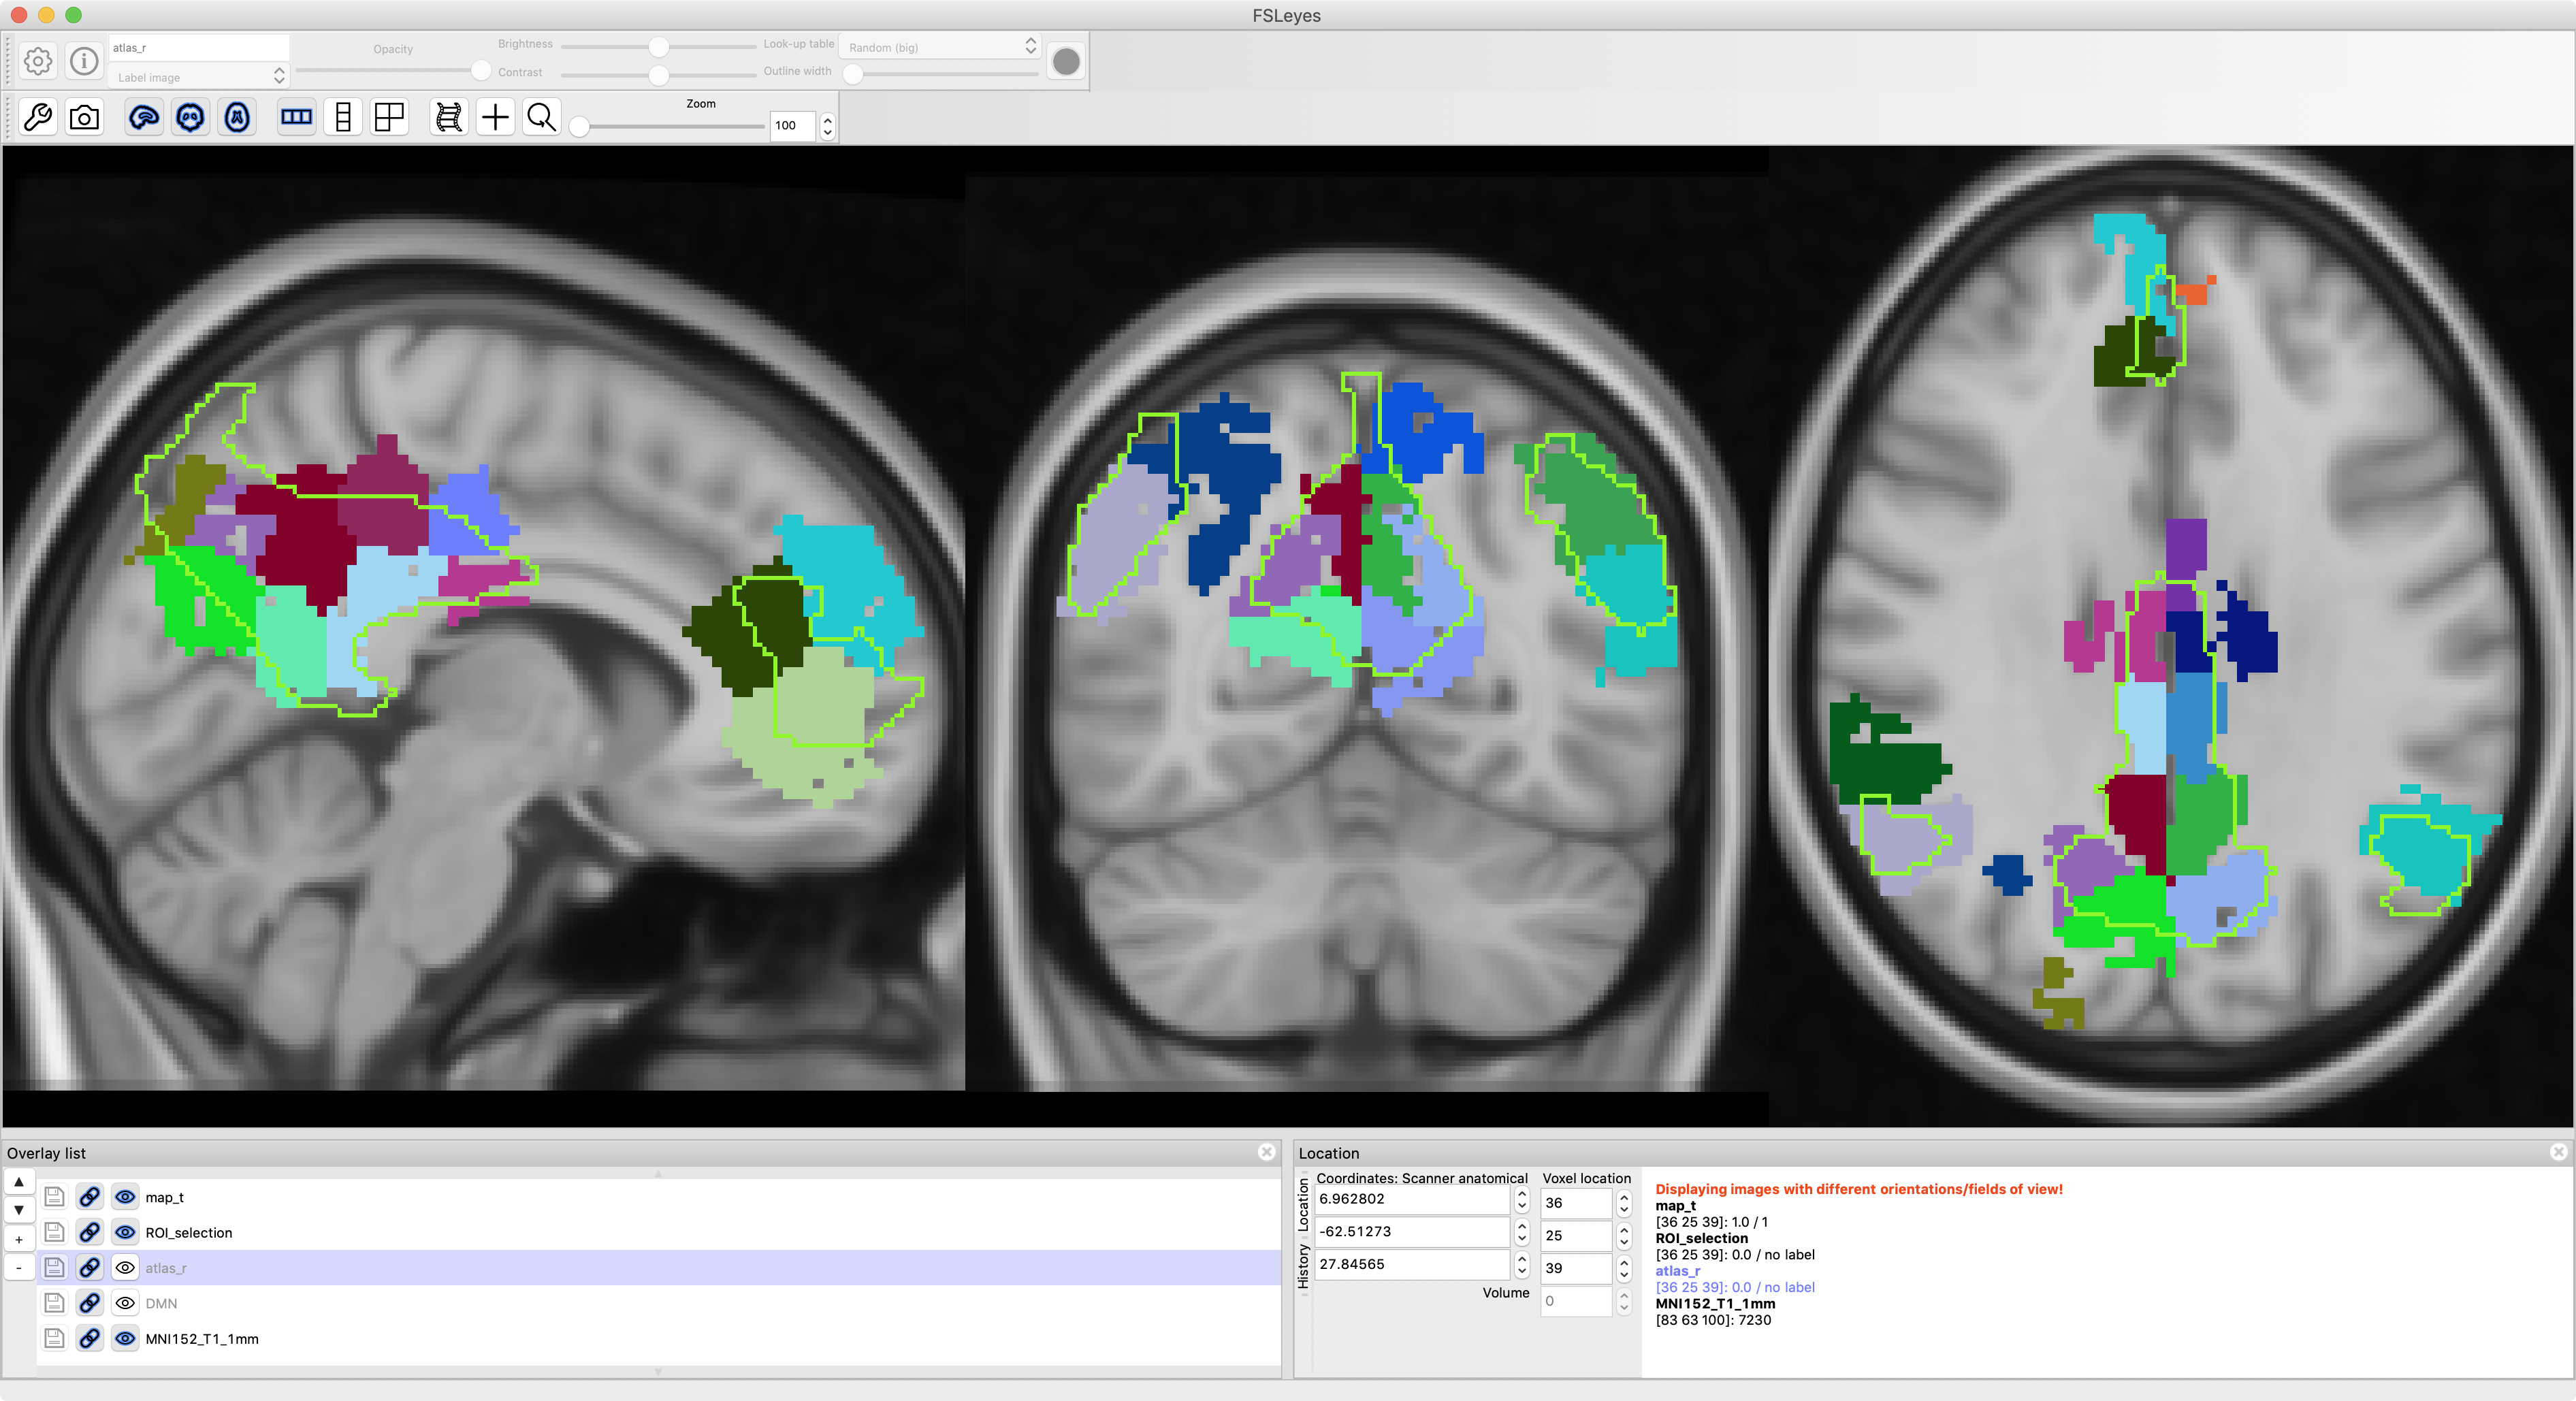 FSLeyes
atlas_r
Label image
Opacity
Brightness
Contrast
Look-up table
Outline width
Random (big)
Zoom
100
Overlay list
▲
▼
+
-
map_t
ROI_selection
atlas_r
DMN
MNI152_T1_1mm
Location
Location
History
Coordinates: Scanner anatomical
Voxel location
6.962802
36
-62.51273
25
27.84565
39
Volume
0
Displaying images with different orientations/fields of view!
map_t
[36 25 39]: 1.0 / 1
ROI_selection
[36 25 39]: 0.0 / no label
atlas_r
[36 25 39]: 0.0 / no label
MNI152_T1_1mm
[83 63 100]: 7230